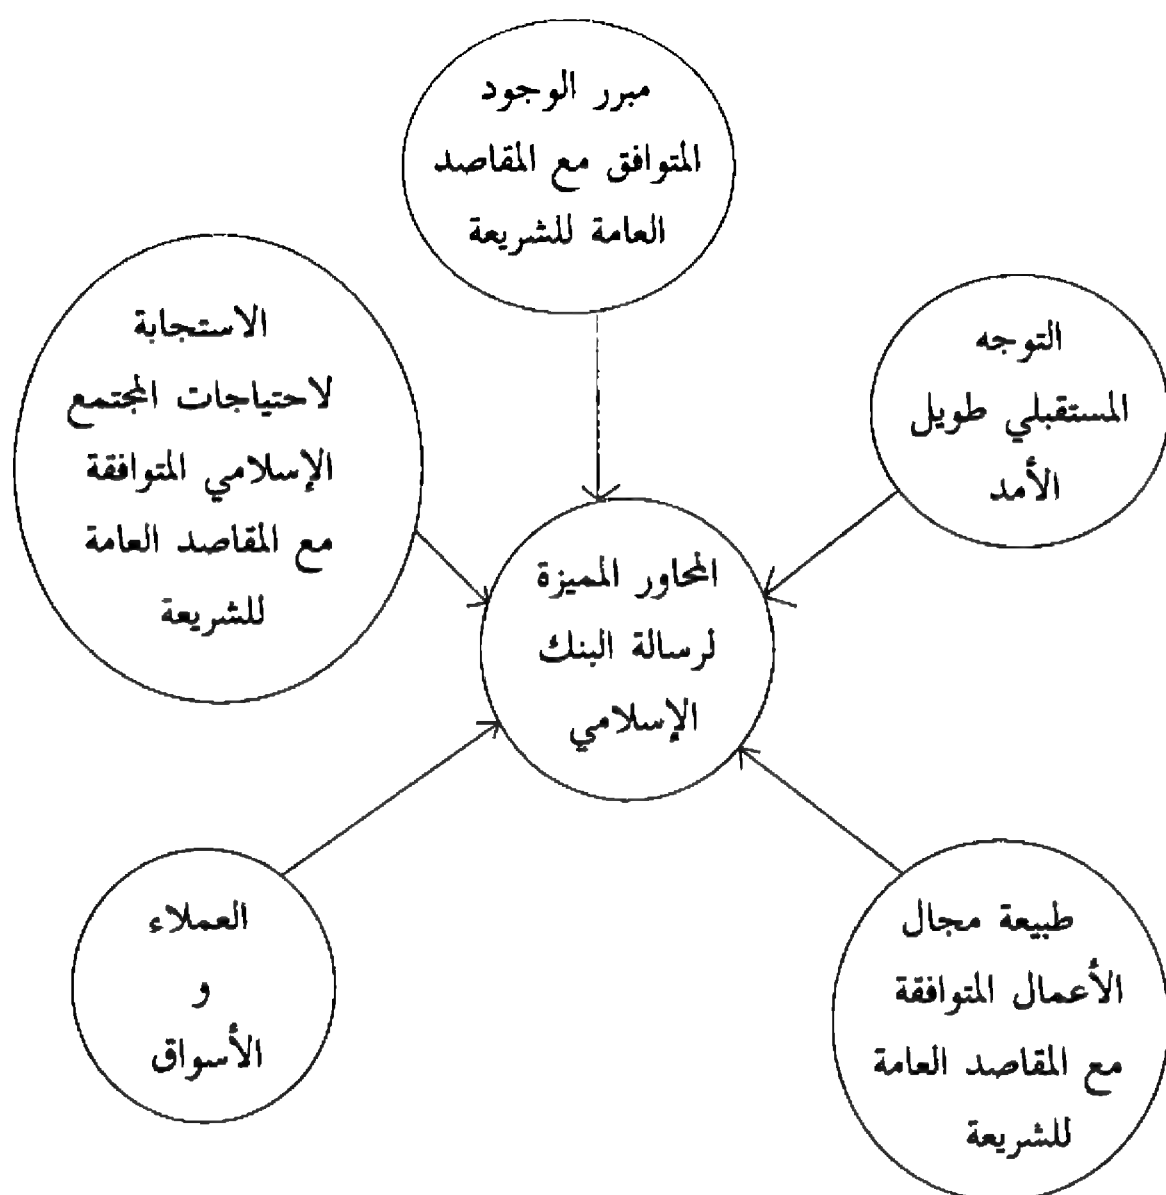 مبرر الوجود
المتوافق مع المقاصد
العامة للشريعة
التوجه
المستقبلي طويل
الأمد
الاستجابة
لاحتياجات المجتمع
الإسلامي المتوافقة
مع المقاصد العامة
للشريعة
المحاور المميزة
لرسالة البنك
الإسلامي
طبيعة مجال
الأعمال المتوافقة
مع المقاصد العامة
للشريعة
العملاء
و
الأسواق